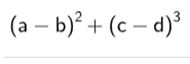 (a – b)² + (c – d)³